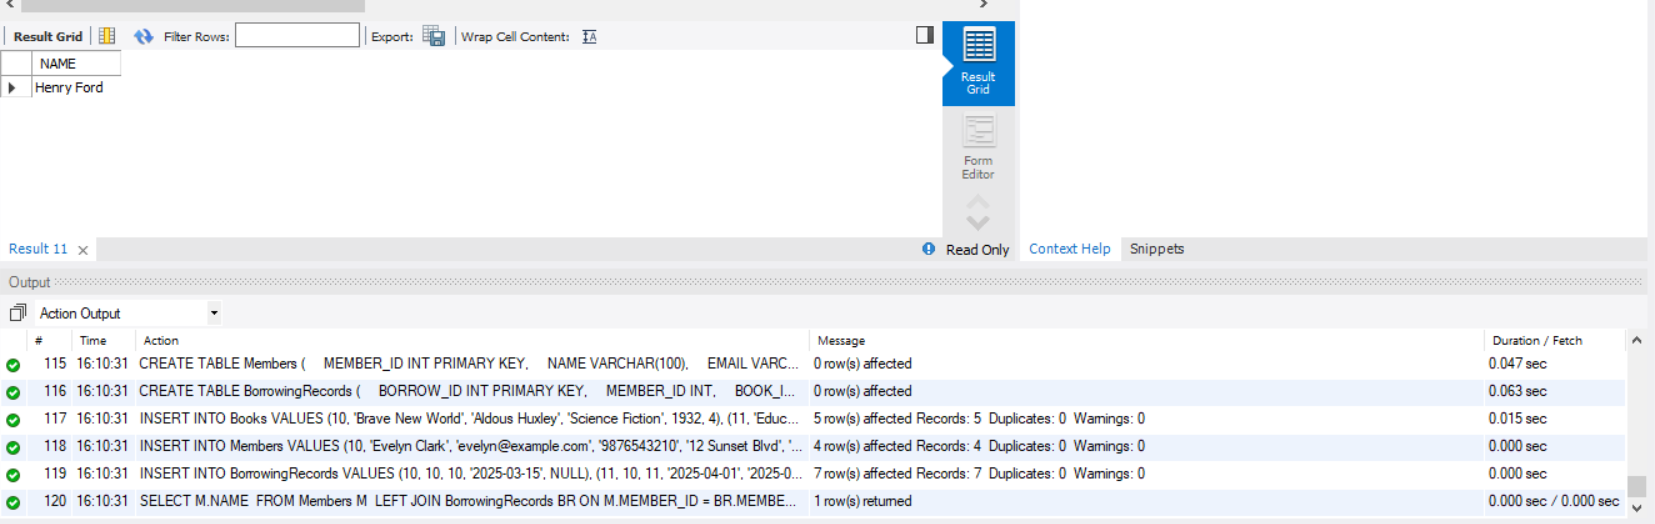 Result Grid Filter Rows: Export: Wrap Cell Content:
NAME
Henry Ford
Result Grid
Form Editor
Result 11 Read Only Context Help Snippets
Output
Action Output
# Time Action Message Duration / Fetch
115 16:10:31 CREATE TABLE Members ( MEMBER_ID INT PRIMARY KEY, NAME VARCHAR(100), EMAIL VARC... 0 row(s) affected 0.047 sec
116 16:10:31 CREATE TABLE BorrowingRecords ( BORROW_ID INT PRIMARY KEY, MEMBER_ID INT, BOOK_I... 0 row(s) affected 0.063 sec
117 16:10:31 INSERT INTO Books VALUES (10, 'Brave New World', 'Aldous Huxley', 'Science Fiction', 1932, 4), (11, 'Educ... 5 row(s) affected Records: 5 Duplicates: 0 Warnings: 0 0.015 sec
118 16:10:31 INSERT INTO Members VALUES (10, 'Evelyn Clark', 'evelyn@example.com', '9876543210', '12 Sunset Blvd', '... 4 row(s) affected Records: 4 Duplicates: 0 Warnings: 0 0.000 sec
119 16:10:31 INSERT INTO BorrowingRecords VALUES (10, 10, 10, '2025-03-15', NULL), (11, 10, 11, '2025-04-01', '2025-0... 7 row(s) affected Records: 7 Duplicates: 0 Warnings: 0 0.000 sec
120 16:10:31 SELECT M.NAME FROM Members M LEFT JOIN BorrowingRecords BR ON M.MEMBER_ID = BR.MEMBE... 1 row(s) returned 0.000 sec / 0.000 sec